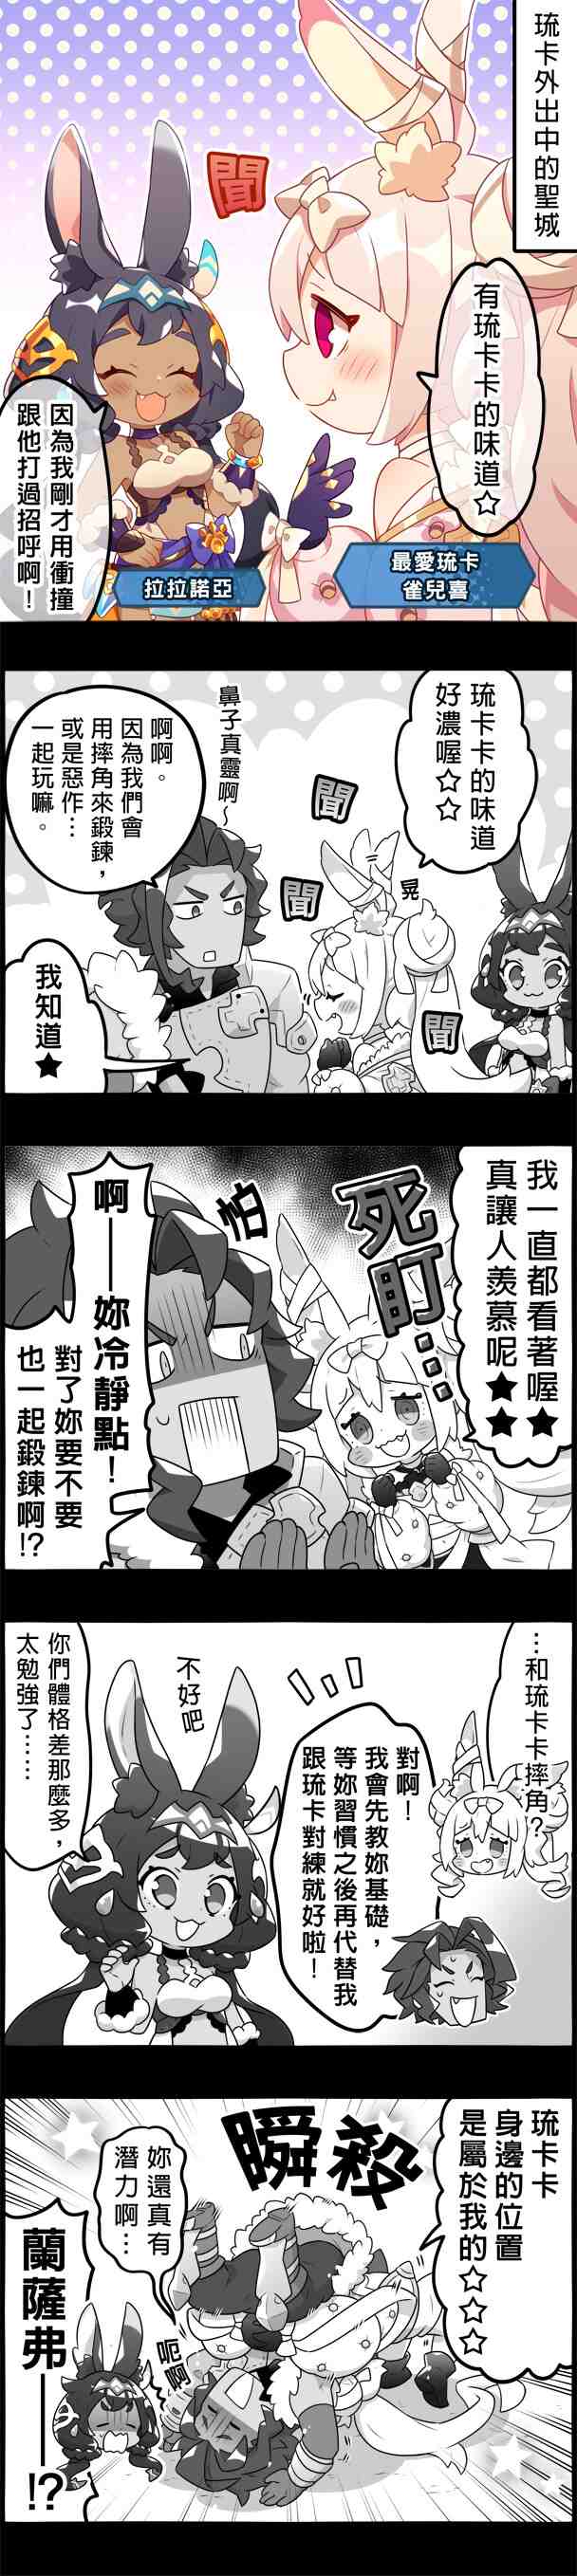 琉卡外出中的聖城
有琉卡卡的味道☆
聞
因為我剛才用衝撞
跟他打過招呼啊！
最愛琉卡
雀兒喜
拉拉諾亞
琉卡卡的味道
好濃喔☆☆
聞
聞
聞
晃
鼻子真靈啊～
啊啊。
因為我們會
用摔角來鍛鍊，
或是惡作…
一起玩嘛。
我知道★
我一直都看著喔
真讓人羨慕呢★★
死盯…
怕
啊——妳冷靜點！
對了妳要不要
也一起鍛鍊啊!?
…和琉卡卡摔角？
對啊！
我會先教妳基礎，
等妳習慣之後再代替我
跟琉卡對練就好啦！
不好吧
你們體格差那麼多，
太勉強了……
琉卡卡
身邊的位置
是屬於我的☆☆☆
瞬殺
妳還真有
潛力啊…
呃啊
蘭薩弗——!?